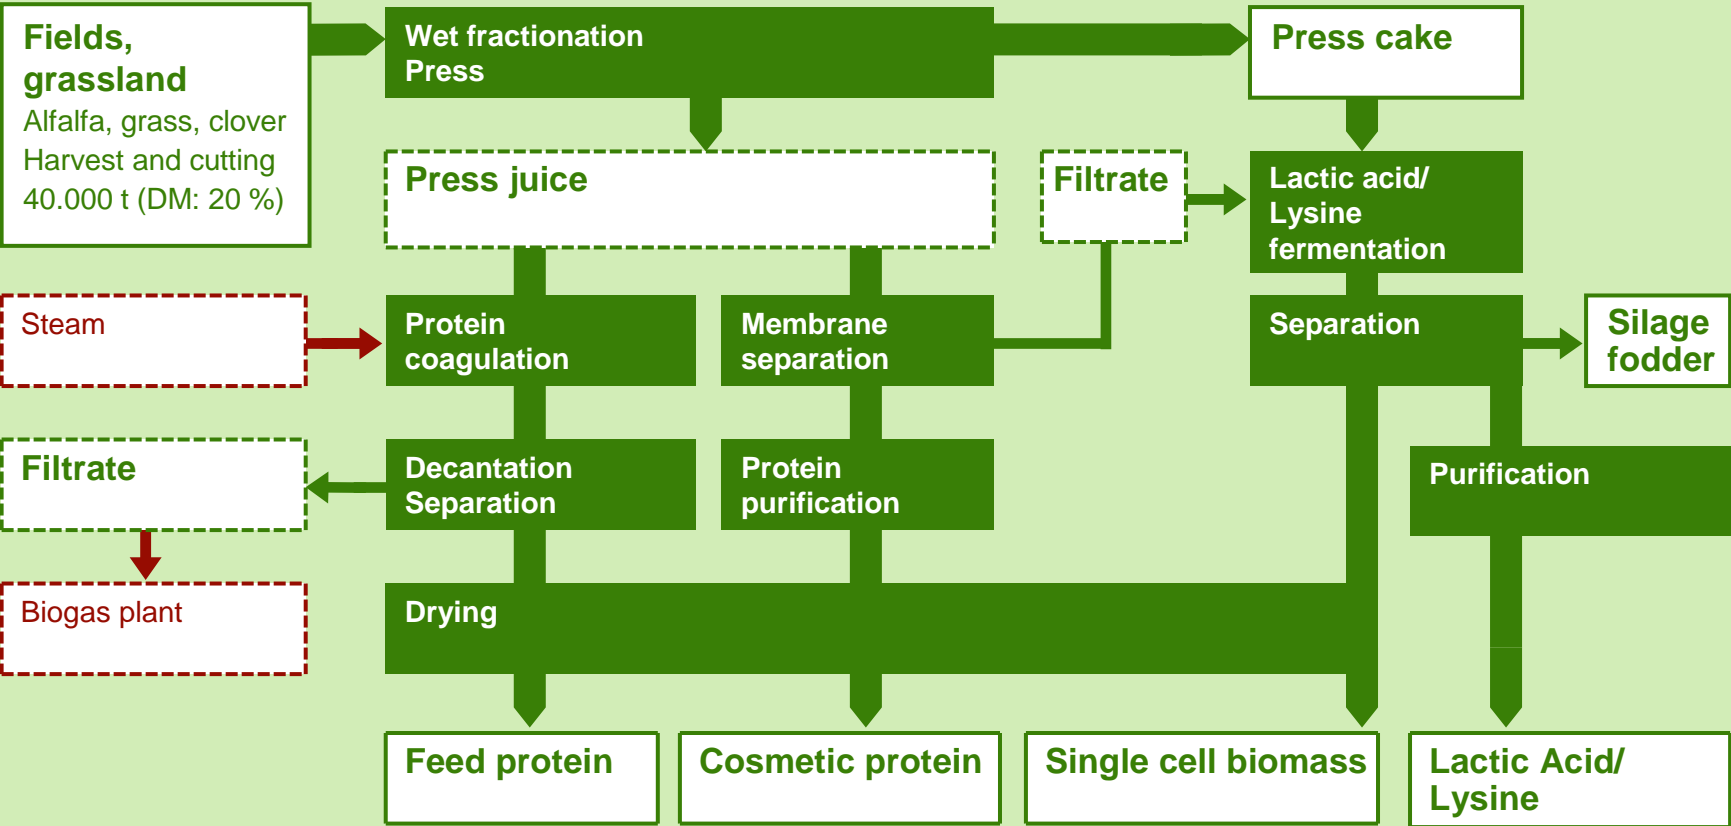 Fields,
grassland
Alfalfa, grass, clover
Harvest and cutting
40.000 t (DM: 20 %)
Wet fractionation
Press
Press cake
Press juice
Filtrate
Lactic acid/
Lysine
fermentation
Steam
Protein
coagulation
Membrane
separation
Separation
Silage
fodder
Filtrate
Decantation
Separation
Protein
purification
Purification
Biogas plant
Drying
Feed protein
Cosmetic protein
Single cell biomass
Lactic Acid/
Lysine